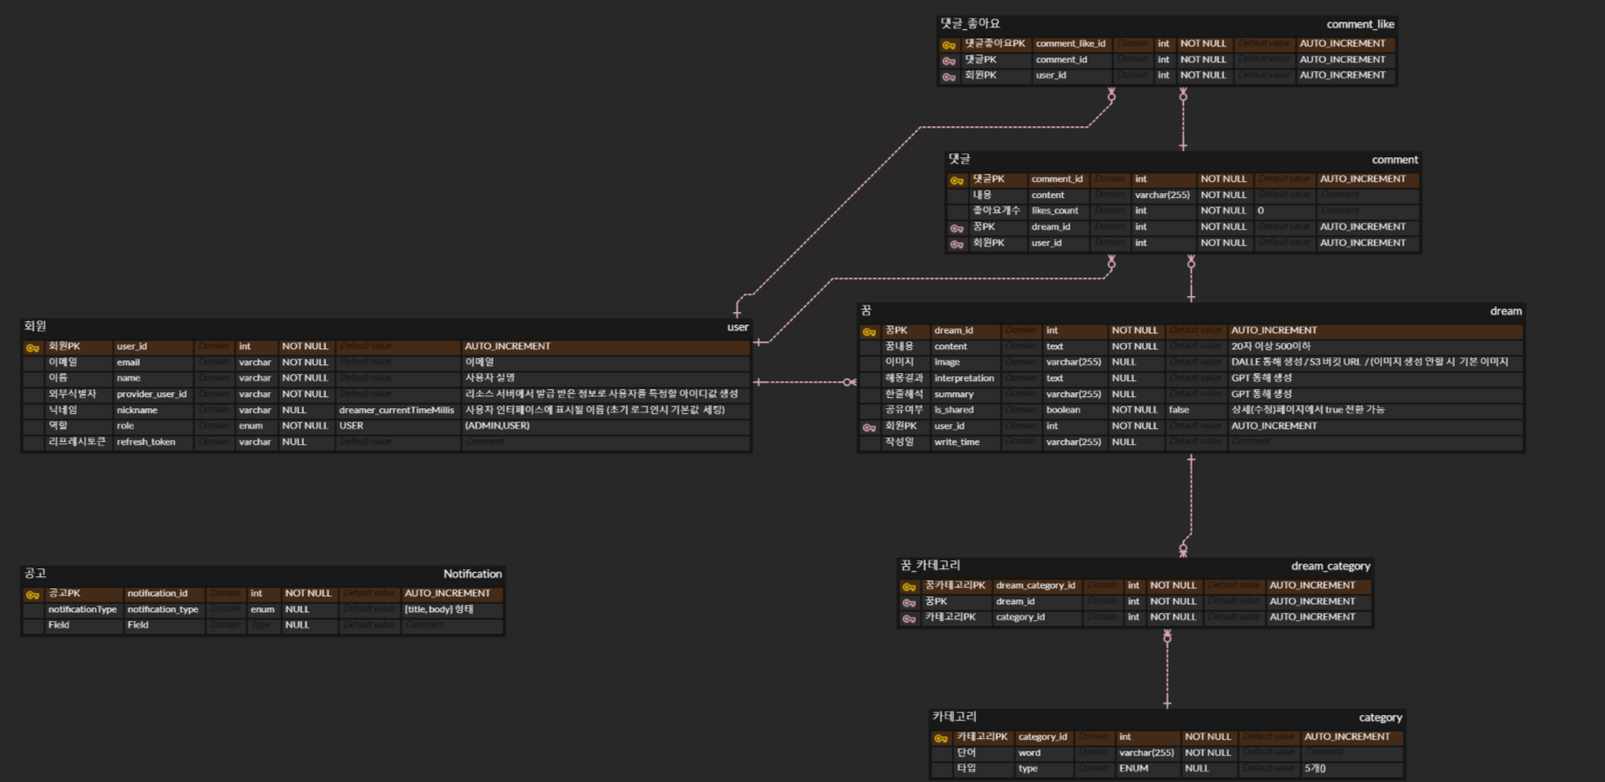 댓글_좋아요 comment_like
댓글좋아요PK comment_like_id Domain int NOT NULL Default value AUTO_INCREMENT
댓글PK comment_id Domain int NOT NULL Default value AUTO_INCREMENT
회원PK user_id Domain int NOT NULL Default value AUTO_INCREMENT
댓글 comment
댓글PK comment_id Domain int NOT NULL Default value AUTO_INCREMENT
내용 content Domain varchar(255) NOT NULL Default value Comment
좋아요개수 likes_count Domain int NOT NULL 0 Comment
꿈PK dream_id Domain int NOT NULL Default value AUTO_INCREMENT
회원PK user_id Domain int NOT NULL Default value AUTO_INCREMENT
회원 user
회원PK user_id Domain int NOT NULL Default value AUTO_INCREMENT
이메일 email Domain varchar NOT NULL Default value 이메일
이름 name Domain varchar NOT NULL Default value 사용자 실명
외부식별자 provider_user_id Domain varchar NOT NULL Default value 리소스 서버에서 발급 받은 정보로 사용자를 특정할 아이디값 생성
닉네임 nickname Domain varchar NULL dreamer_currentTimeMillis 사용자 인터페이스에 표시될 이름 (초기 로그인시 기본값 세팅)
역할 role Domain enum NOT NULL USER (ADMIN,USER)
리프레시토큰 refresh_token Domain varchar NULL Default value Comment
꿈 dream
꿈PK dream_id Domain int NOT NULL Default value AUTO_INCREMENT
꿈내용 content Domain text NOT NULL Default value 20자 이상 500이하
이미지 image Domain varchar(255) NULL Default value DALLE 통해 생성 / S3 버킷 URL / (이미지 생성 안할 시 기본 이미지
해몽결과 interpretation Domain text NULL Default value GPT 통해 생성
한줄해석 summary Domain varchar(255) NULL Default value GPT 통해 생성
공유여부 is_shared Domain boolean NOT NULL false 상세(수정)페이지에서 true 전환 가능
회원PK user_id Domain int NOT NULL Default value AUTO_INCREMENT
작성일 write_time Domain varchar(255) NULL Default value Comment
공고 Notification
공고PK notification_id Domain int NOT NULL Default value AUTO_INCREMENT
notificationType notification_type Domain enum NULL Default value [title, body] 형태
Field Field Domain Type NULL Default value Comment
꿈_카테고리 dream_category
꿈카테고리PK dream_category_id Domain int NOT NULL Default value AUTO_INCREMENT
꿈PK dream_id Domain int NOT NULL Default value AUTO_INCREMENT
카테고리PK category_id Domain int NOT NULL Default value AUTO_INCREMENT
카테고리 category
카테고리PK category_id Domain int NOT NULL Default value AUTO_INCREMENT
단어 word Domain varchar(255) NOT NULL Default value Comment
타입 type Domain ENUM NULL Default value 5개()